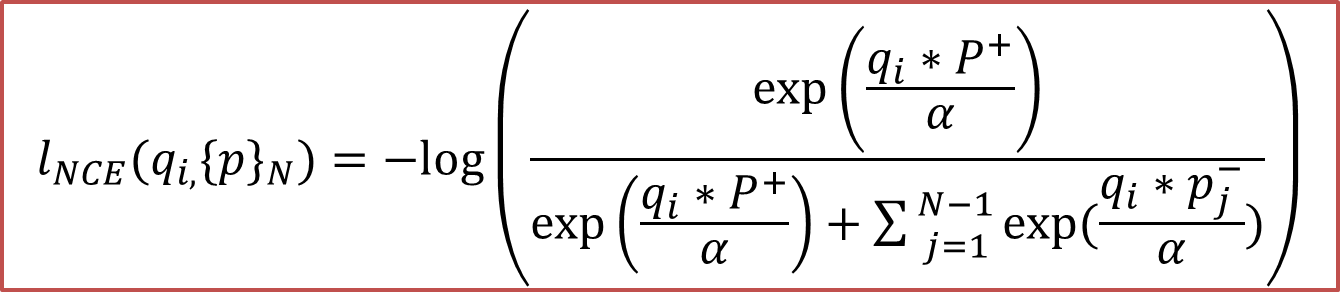 l_{NCE}(q_{i,}\{p\}_N) = -\log\left(\frac{\exp\left(\frac{q_i * P^+}{\alpha}\right)}{\exp\left(\frac{q_i * P^+}{\alpha}\right) + \sum_{j=1}^{N-1} \exp(\frac{q_i * p_j^-}{\alpha})}\right)